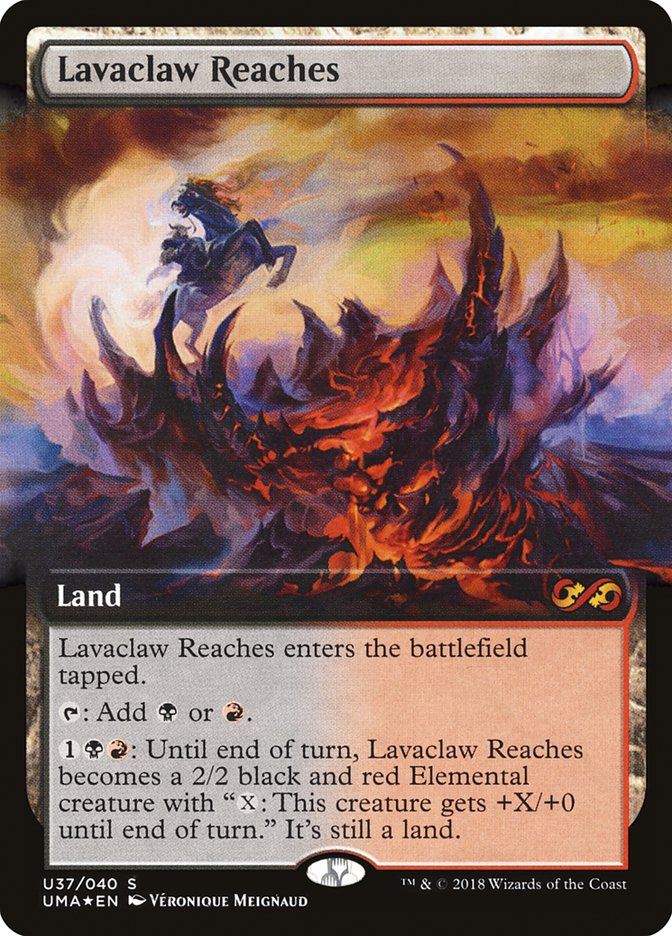 Lavaclaw Reaches
Land
Lavaclaw Reaches enters the battlefield
tapped.
: Add or .
1 : Until end of turn, Lavaclaw Reaches
becomes a 2/2 black and red Elemental
creature with “X: This creature gets +X/+0
until end of turn.” It's still a land.
U37/040 S
™ & © 2018 Wizards of the Coast
UMA★EN Véronique Meignaud